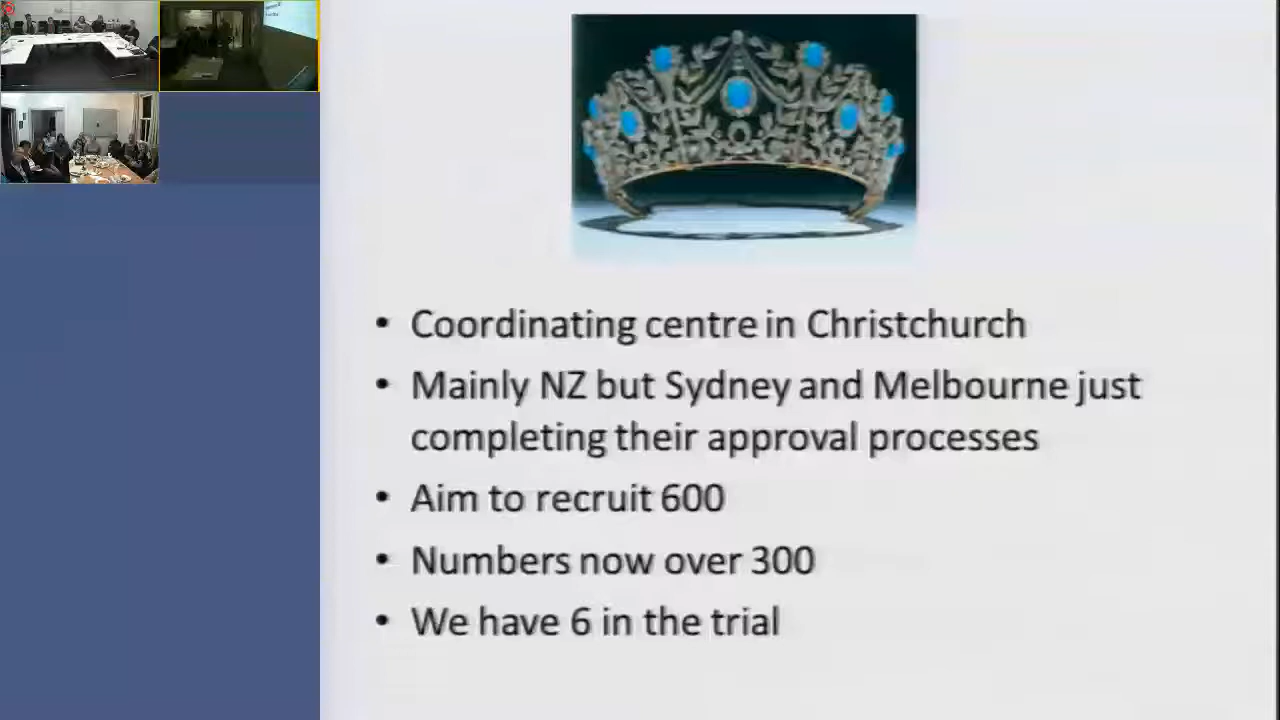 • Coordinating centre in Christchurch
• Mainly NZ but Sydney and Melbourne just
completing their approval processes
• Aim to recruit 600
• Numbers now over 300
• We have 6 in the trial